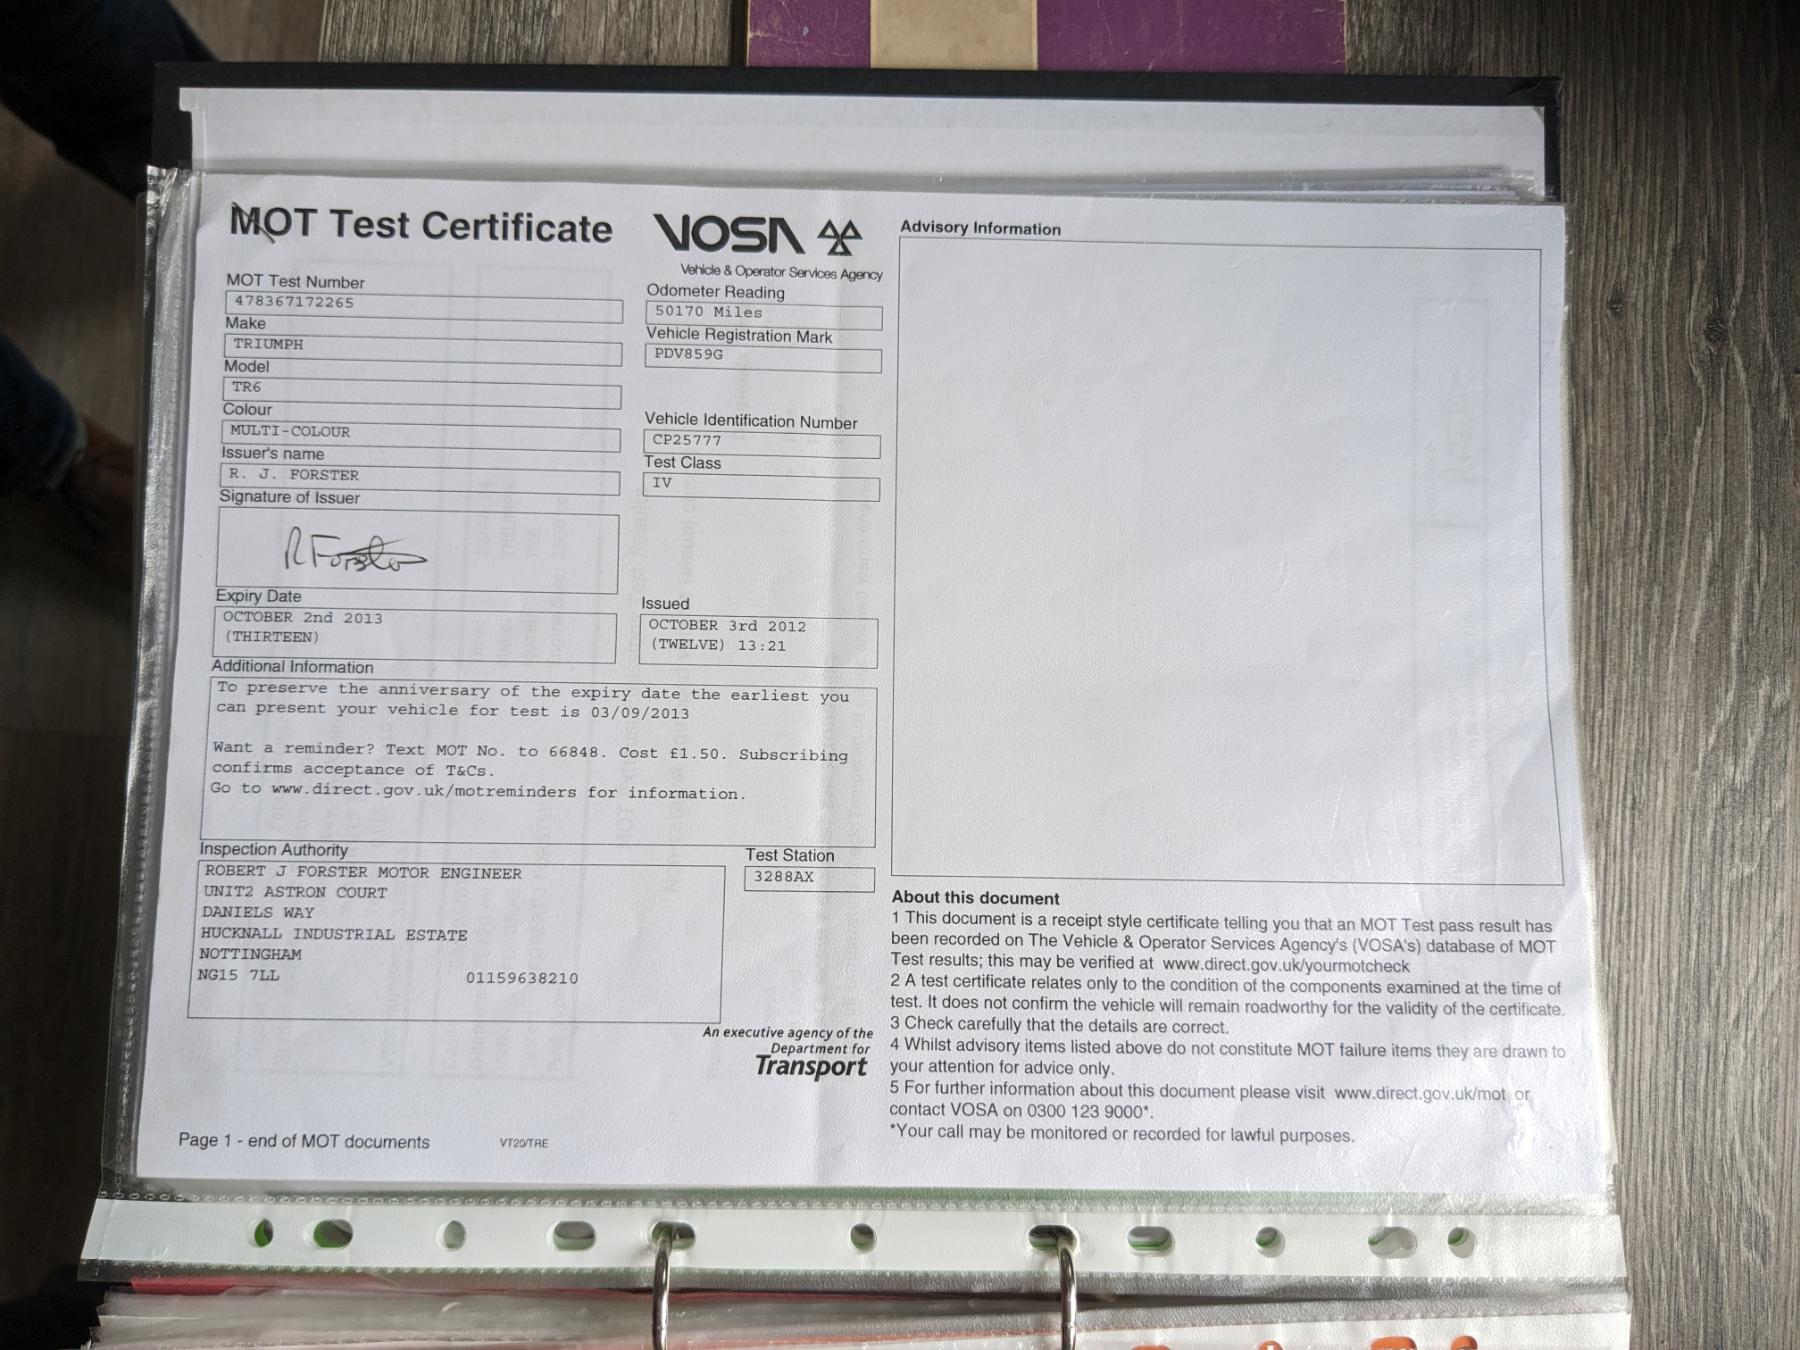 MOT Test Certificate
VOSA
Vehicle & Operator Services Agency
MOT Test Number
478367172265
Make
TRIUMPH
Model
TR6
Colour
MULTI-COLOUR
Issuer's name
R. J. FORSTER
Signature of Issuer
R Forster
Expiry Date
OCTOBER 2nd 2013
(THIRTEEN)
Odometer Reading
50170 Miles
Vehicle Registration Mark
PDV859G
Vehicle Identification Number
CP25777
Test Class
IV
Issued
OCTOBER 3rd 2012
(TWELVE) 13:21
Additional Information
To preserve the anniversary of the expiry date the earliest you
can present your vehicle for test is 03/09/2013
Want a reminder? Text MOT No. to 66848. Cost £1.50. Subscribing
confirms acceptance of T&Cs.
Go to www.direct.gov.uk/motreminders for information.
Inspection Authority
ROBERT J FORSTER MOTOR ENGINEER
UNIT2 ASTRON COURT
DANIELS WAY
HUCKNALL INDUSTRIAL ESTATE
NOTTINGHAM
NG15 7LL 01159638210
Test Station
3288AX
An executive agency of the
Department for
Transport
Page 1 - end of MOT documents VT20/TRE
Advisory Information
About this document
1 This document is a receipt style certificate telling you that an MOT Test pass result has
been recorded on The Vehicle & Operator Services Agency's (VOSA's) database of MOT
Test results; this may be verified at www.direct.gov.uk/yourmotcheck
2 A test certificate relates only to the condition of the components examined at the time of
test. It does not confirm the vehicle will remain roadworthy for the validity of the certificate.
3 Check carefully that the details are correct.
4 Whilst advisory items listed above do not constitute MOT failure items they are drawn to
your attention for advice only.
5 For further information about this document please visit www.direct.gov.uk/mot or
contact VOSA on 0300 123 9000*.
*Your call may be monitored or recorded for lawful purposes.